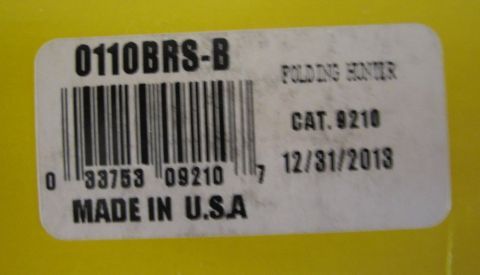 0110BRS-B
FOLDING HUNTER
CAT. 9210
12/31/2013
0 33753 09210 7
MADE IN U.S.A